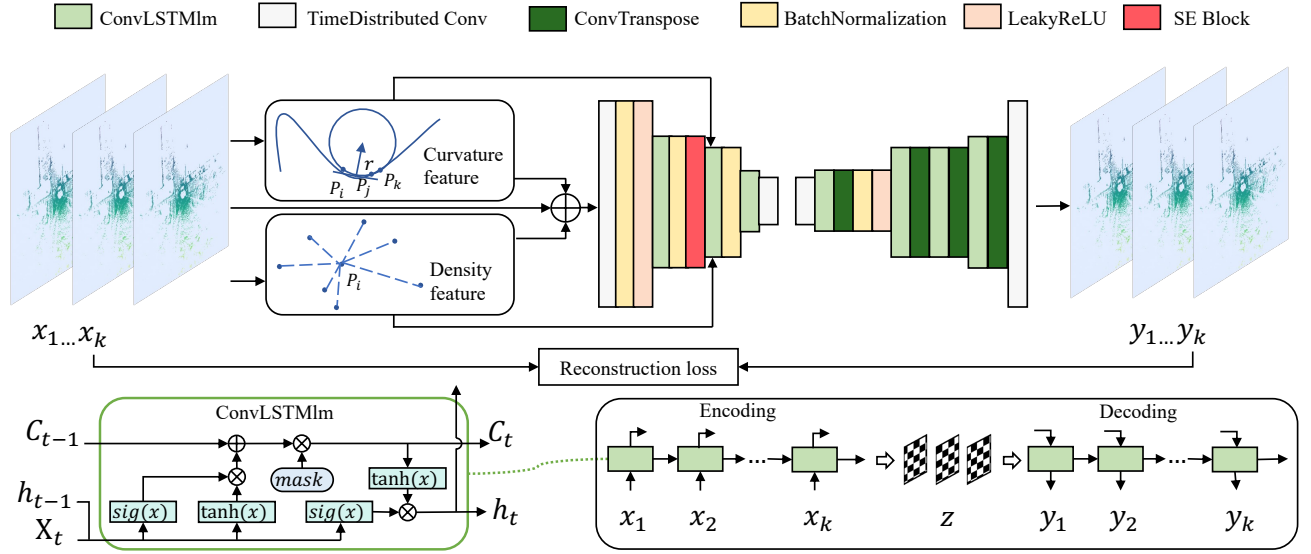 ConvLSTMlm TimeDistributed Conv ConvTranspose BatchNormalization LeakyReLU SE Block
r
Curvature
feature
P_i P_j P_k
P_i
Density
feature
x_1...x_k
y_1...y_k
Reconstruction loss
ConvLSTMlm
C_{t-1}
C_t
mask
tanh(x)
h_{t-1}
sig(x) tanh(x) sig(x)
h_t
X_t
Encoding Decoding
... ...
x_1 x_2 x_k z y_1 y_2 y_k